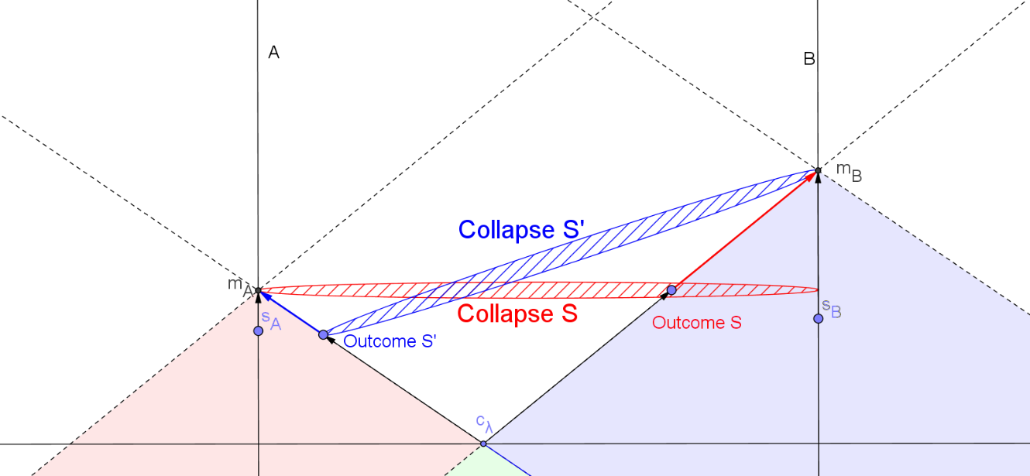 A
B
m_B
Collapse S'
m_A
Collapse S
s_A
Outcome S
s_B
Outcome S'
c_λ